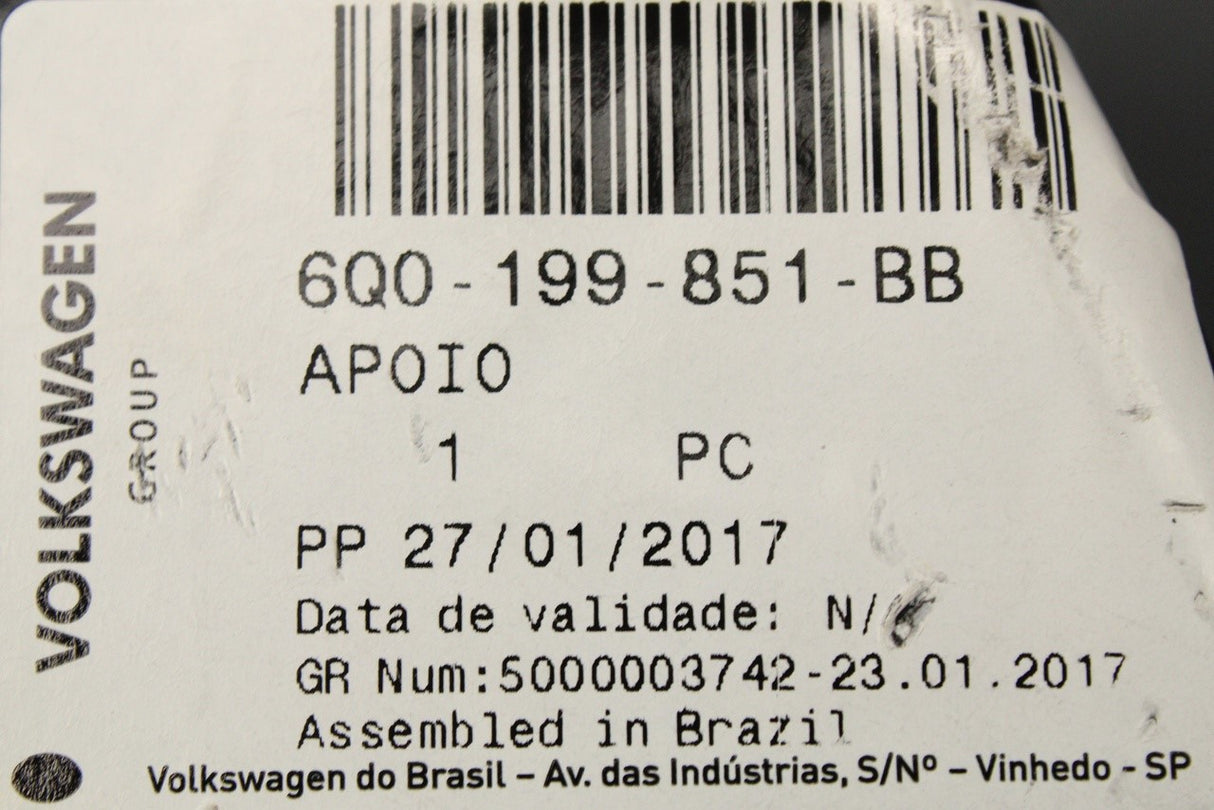 VOLKSWAGEN
GROUP
6Q0-199-851-BB
APOIO
1 PC
PP 27/01/2017
Data de validade: N/
GR Num:5000003742-23.01.2017
Assembled in Brazil
Volkswagen do Brasil – Av. das Indústrias, S/Nº – Vinhedo - SP